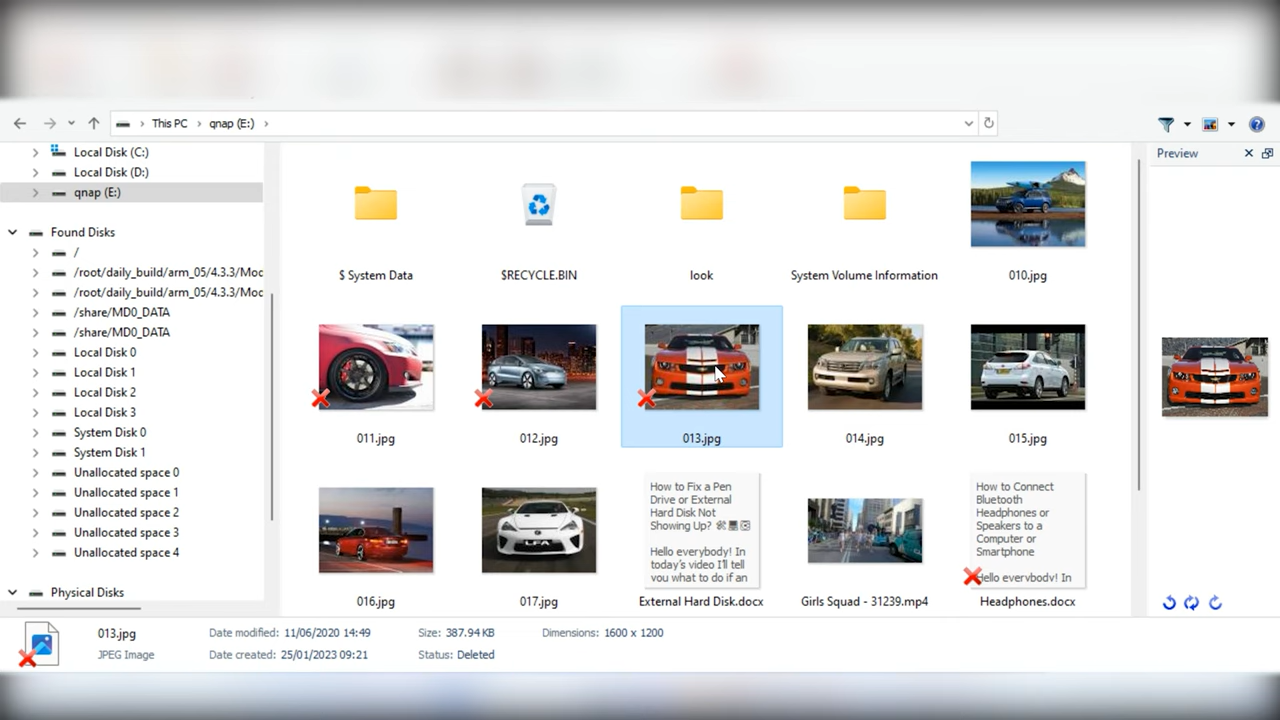 This PC
qnap (E:)
Preview
Local Disk (C:)
Local Disk (D:)
qnap (E:)
Found Disks
/
/root/daily_build/arm_05/4.3.3/Moc
/root/daily_build/arm_05/4.3.3/Moc
/share/MD0_DATA
/share/MD0_DATA
Local Disk 0
Local Disk 1
Local Disk 2
Local Disk 3
System Disk 0
System Disk 1
Unallocated space 0
Unallocated space 1
Unallocated space 2
Unallocated space 3
Unallocated space 4
Physical Disks
$ System Data
$RECYCLE.BIN
look
System Volume Information
010.jpg
011.jpg
012.jpg
013.jpg
014.jpg
015.jpg
LFA
How to Fix a Pen
Drive or External
Hard Disk Not
Showing Up?
Hello everybody! In
today's video I'll tell
you what to do if an
How to Connect
Bluetooth
Headphones or
Speakers to a
Computer or
Smartphone
Hello everybody! In
016.jpg
017.jpg
External Hard Disk.docx
Girls Squad - 31239.mp4
Headphones.docx
013.jpg
JPEG Image
Date modified: 11/06/2020 14:49
Date created: 25/01/2023 09:21
Size: 387.94 KB
Status: Deleted
Dimensions: 1600 x 1200